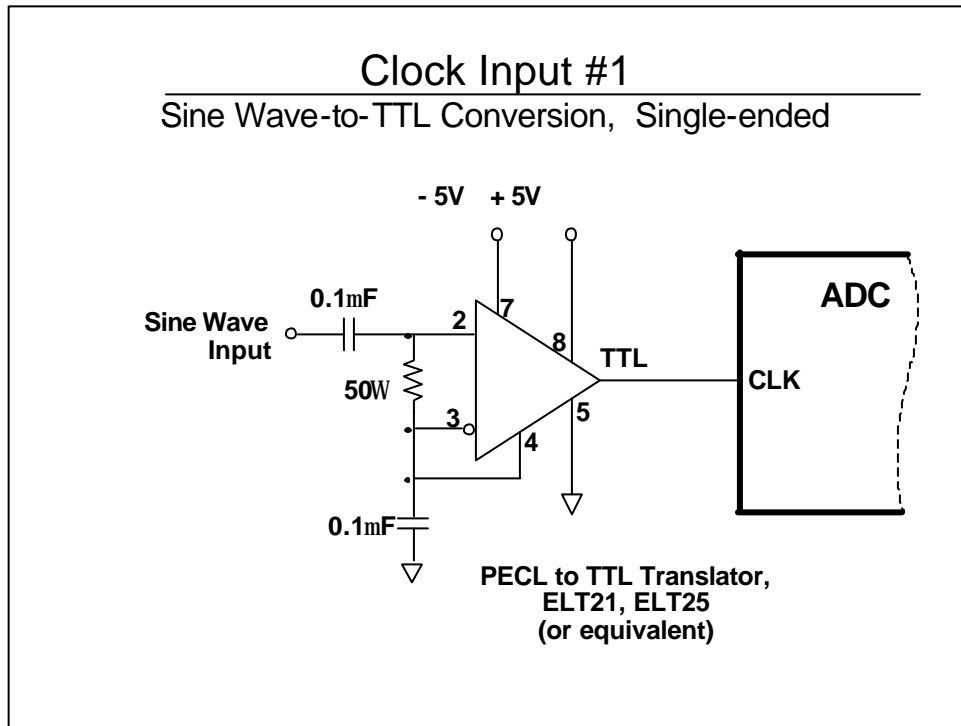 Clock Input #1
Sine Wave-to-TTL Conversion, Single-ended
- 5V + 5V
0.1mF
Sine Wave
Input
2
7
8
TTL
ADC
CLK
50W
3
4
5
0.1mF
PECL to TTL Translator,
ELT21, ELT25
(or equivalent)